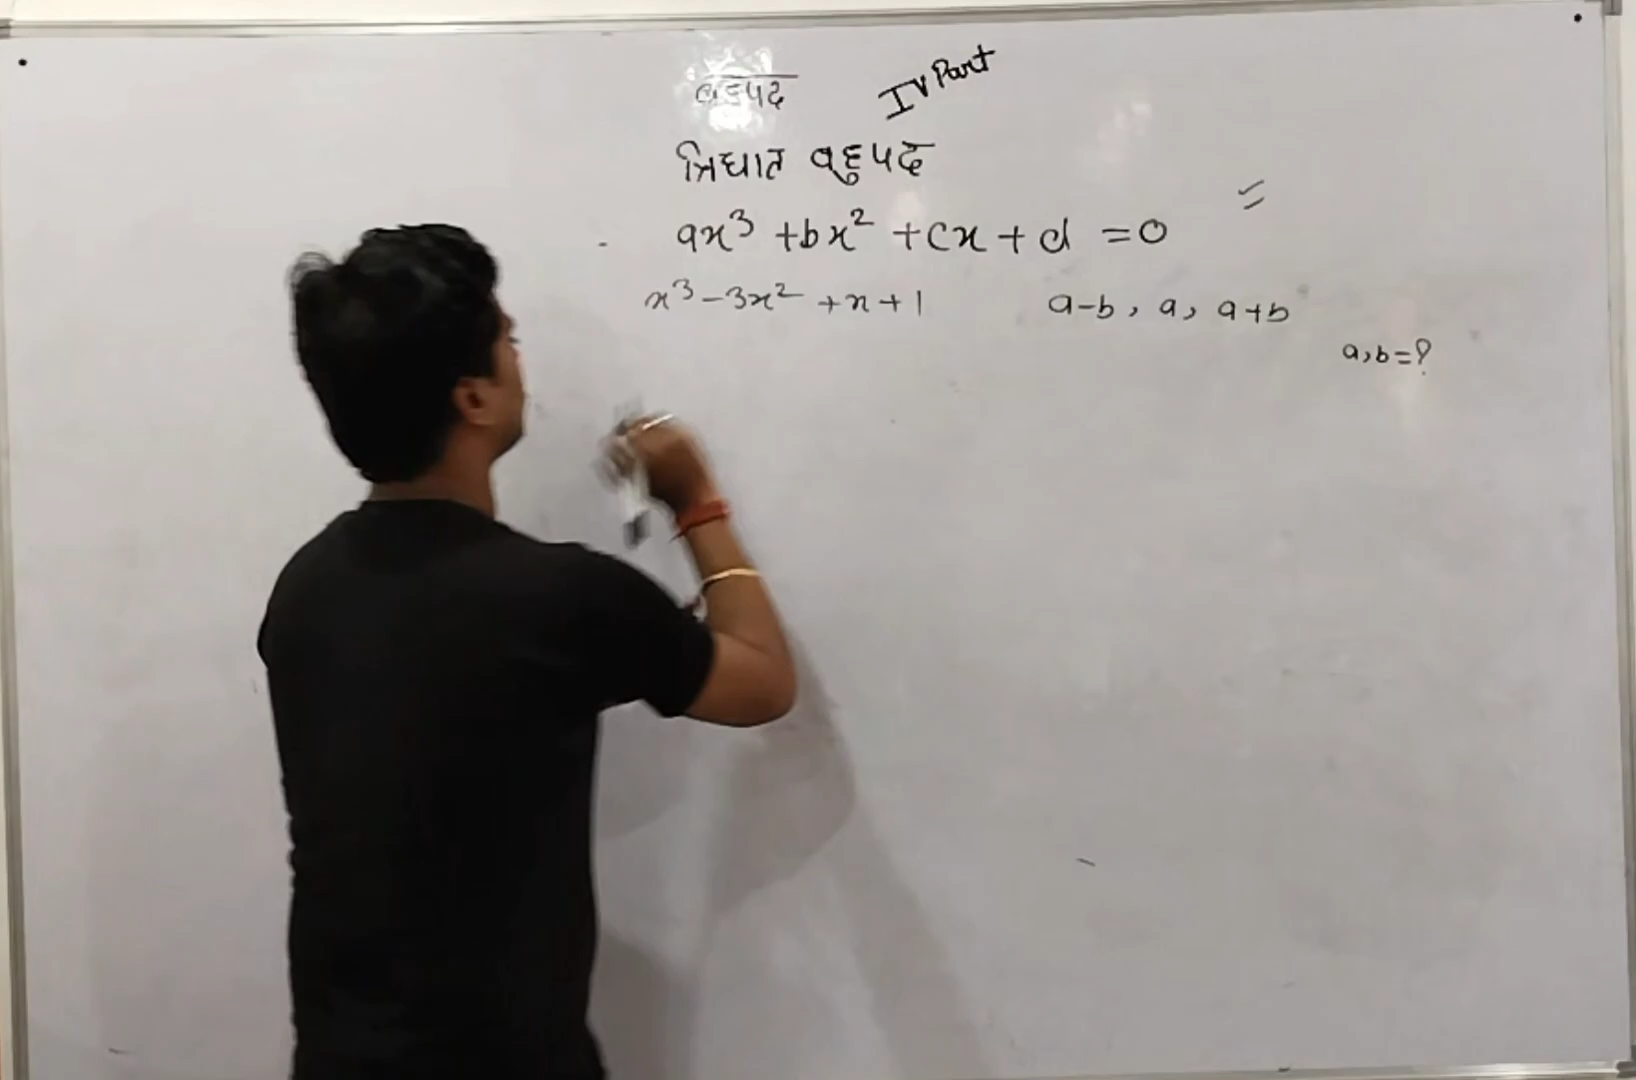 बहुपद
IV Part
त्रिघात बहुपद
ax³ + bx² + cx + d = 0
x³ - 3x² + x + 1 a-b, a, a+b
a, b = ?